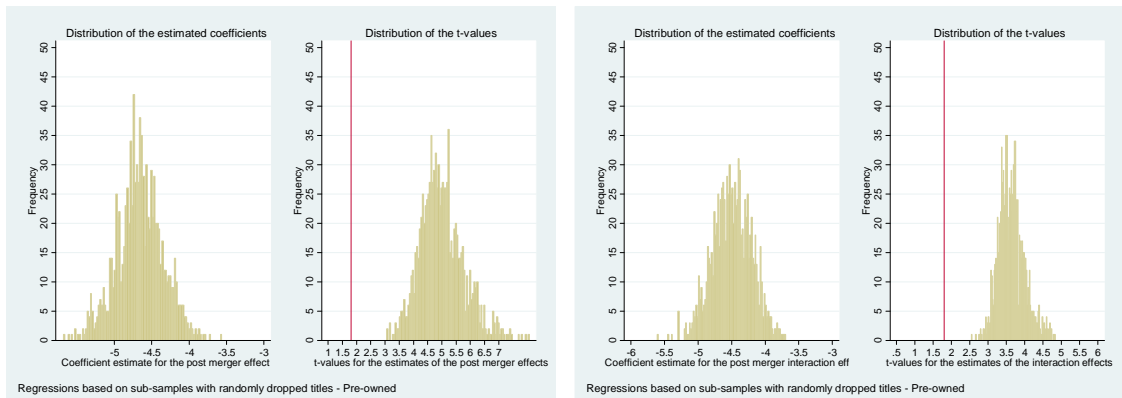 Distribution of the estimated coefficients
Distribution of the t-values
Frequency
0 5 10 15 20 25 30 35 40 45 50
-5 -4.5 -4 -3.5 -3
Coefficient estimate for the post merger effect
Frequency
0 5 10 15 20 25 30 35 40 45 50
1 1.5 2 2.5 3 3.5 4 4.5 5 5.5 6 6.5 7
t-values for the estimates of the post merger effects
Regressions based on sub-samples with randomly dropped titles - Pre-owned
Distribution of the estimated coefficients
Distribution of the t-values
Frequency
0 5 10 15 20 25 30 35 40 45 50
-6 -5.5 -5 -4.5 -4 -3.5 -3
Coefficient estimate for the post merger interaction eff
Frequency
0 5 10 15 20 25 30 35 40 45 50
.5 1 1.5 2 2.5 3 3.5 4 4.5 5 5.5 6
t-values for the estimates of the interaction effects
Regressions based on sub-samples with randomly dropped titles - Pre-owned